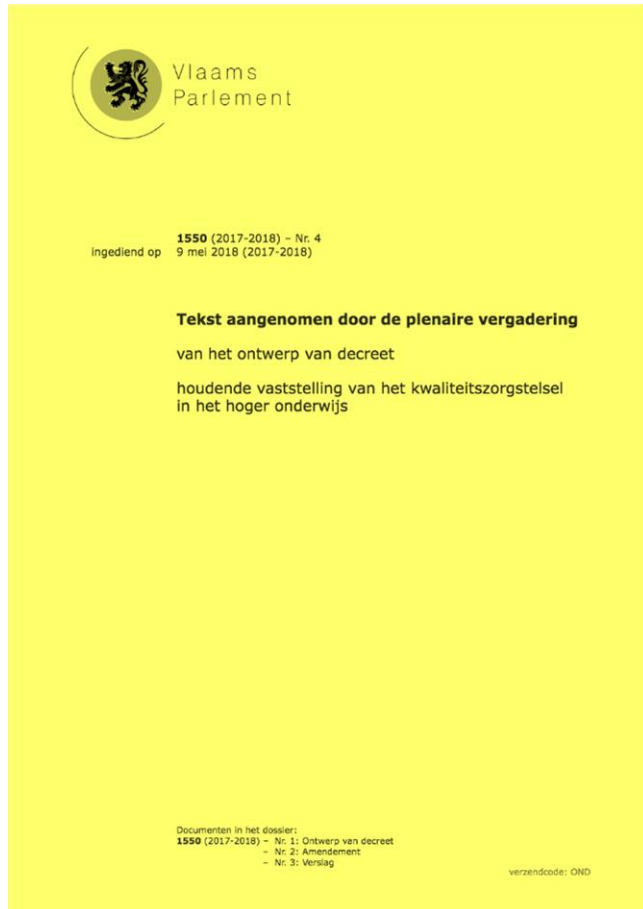 Vlaams
Parlement
1550 (2017-2018) – Nr. 4
ingediend op 9 mei 2018 (2017-2018)
Tekst aangenomen door de plenaire vergadering
van het ontwerp van decreet
houdende vaststelling van het kwaliteitszorgstelsel
in het hoger onderwijs
Documenten in het dossier:
1550 (2017-2018) – Nr. 1: Ontwerp van decreet
– Nr. 2: Amendement
– Nr. 3: Verslag
verzendcode: OND